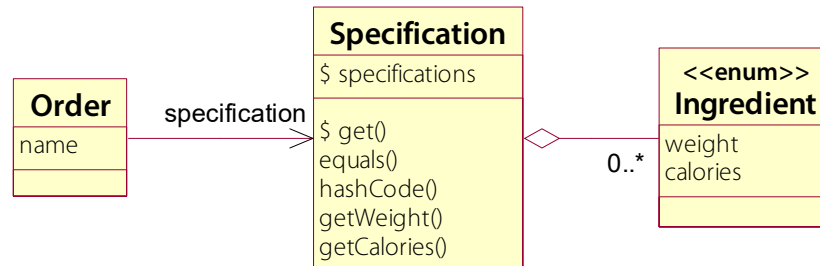 Order
name
specification
Specification
$ specifications
$ get()
equals()
hashCode()
getWeight()
getCalories()
0..*
<<enum>>
Ingredient
weight
calories